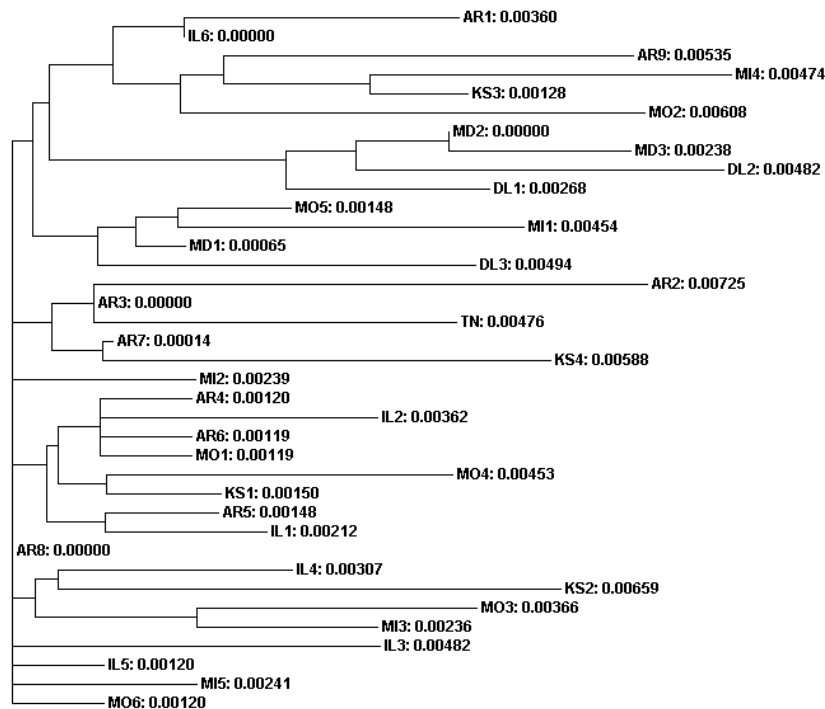 AR1: 0.00360
IL6: 0.00000
AR9: 0.00535
MI4: 0.00474
KS3: 0.00128
MO2: 0.00608
MD2: 0.00000
MD3: 0.00238
DL2: 0.00482
DL1: 0.00268
MO5: 0.00148
MI1: 0.00454
MD1: 0.00065
DL3: 0.00494
AR2: 0.00725
AR3: 0.00000
TN: 0.00476
AR7: 0.00014
KS4: 0.00588
MI2: 0.00239
AR4: 0.00120
IL2: 0.00362
AR6: 0.00119
MO1: 0.00119
MO4: 0.00453
KS1: 0.00150
AR5: 0.00148
IL1: 0.00212
AR8: 0.00000
IL4: 0.00307
KS2: 0.00659
MO3: 0.00366
MI3: 0.00236
IL3: 0.00482
IL5: 0.00120
MI5: 0.00241
MO6: 0.00120